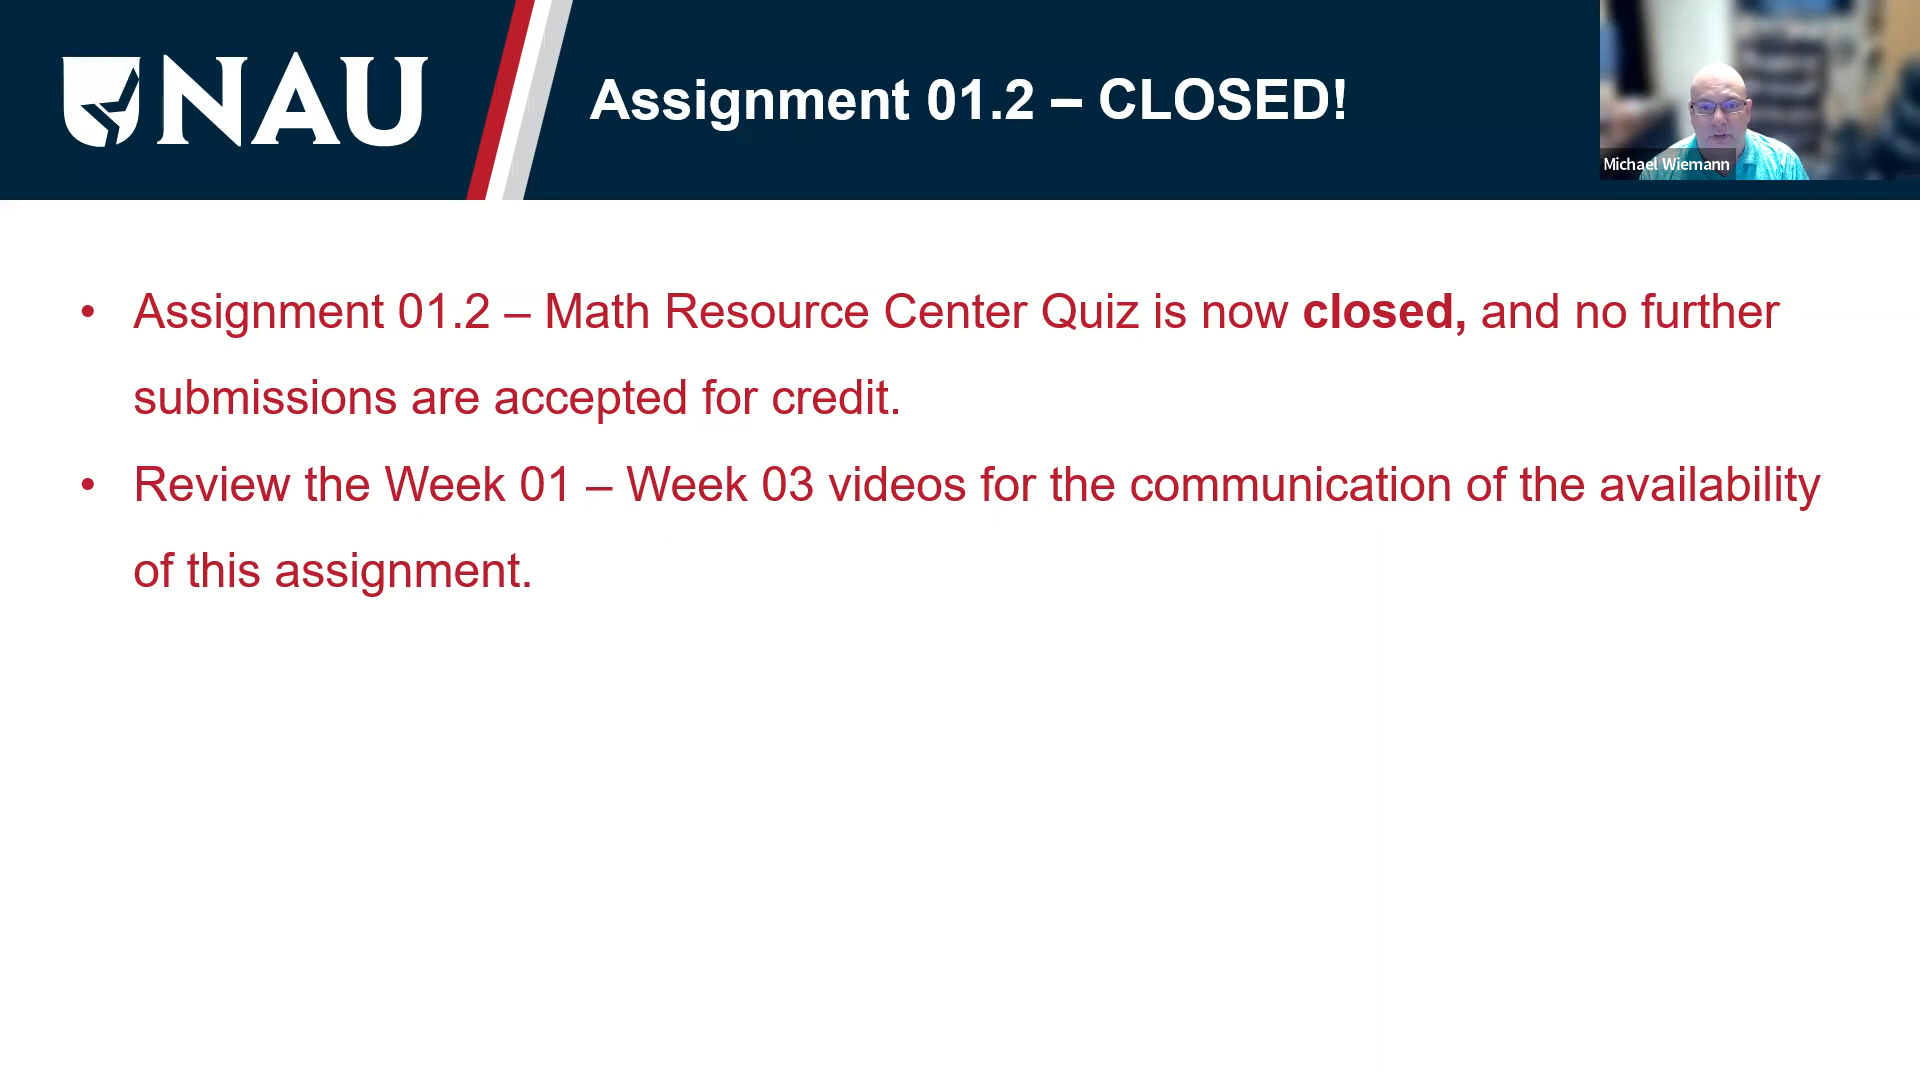 NAU
Assignment 01.2 – CLOSED!
Michael Wiemann
• Assignment 01.2 – Math Resource Center Quiz is now closed, and no further
submissions are accepted for credit.
• Review the Week 01 – Week 03 videos for the communication of the availability
of this assignment.